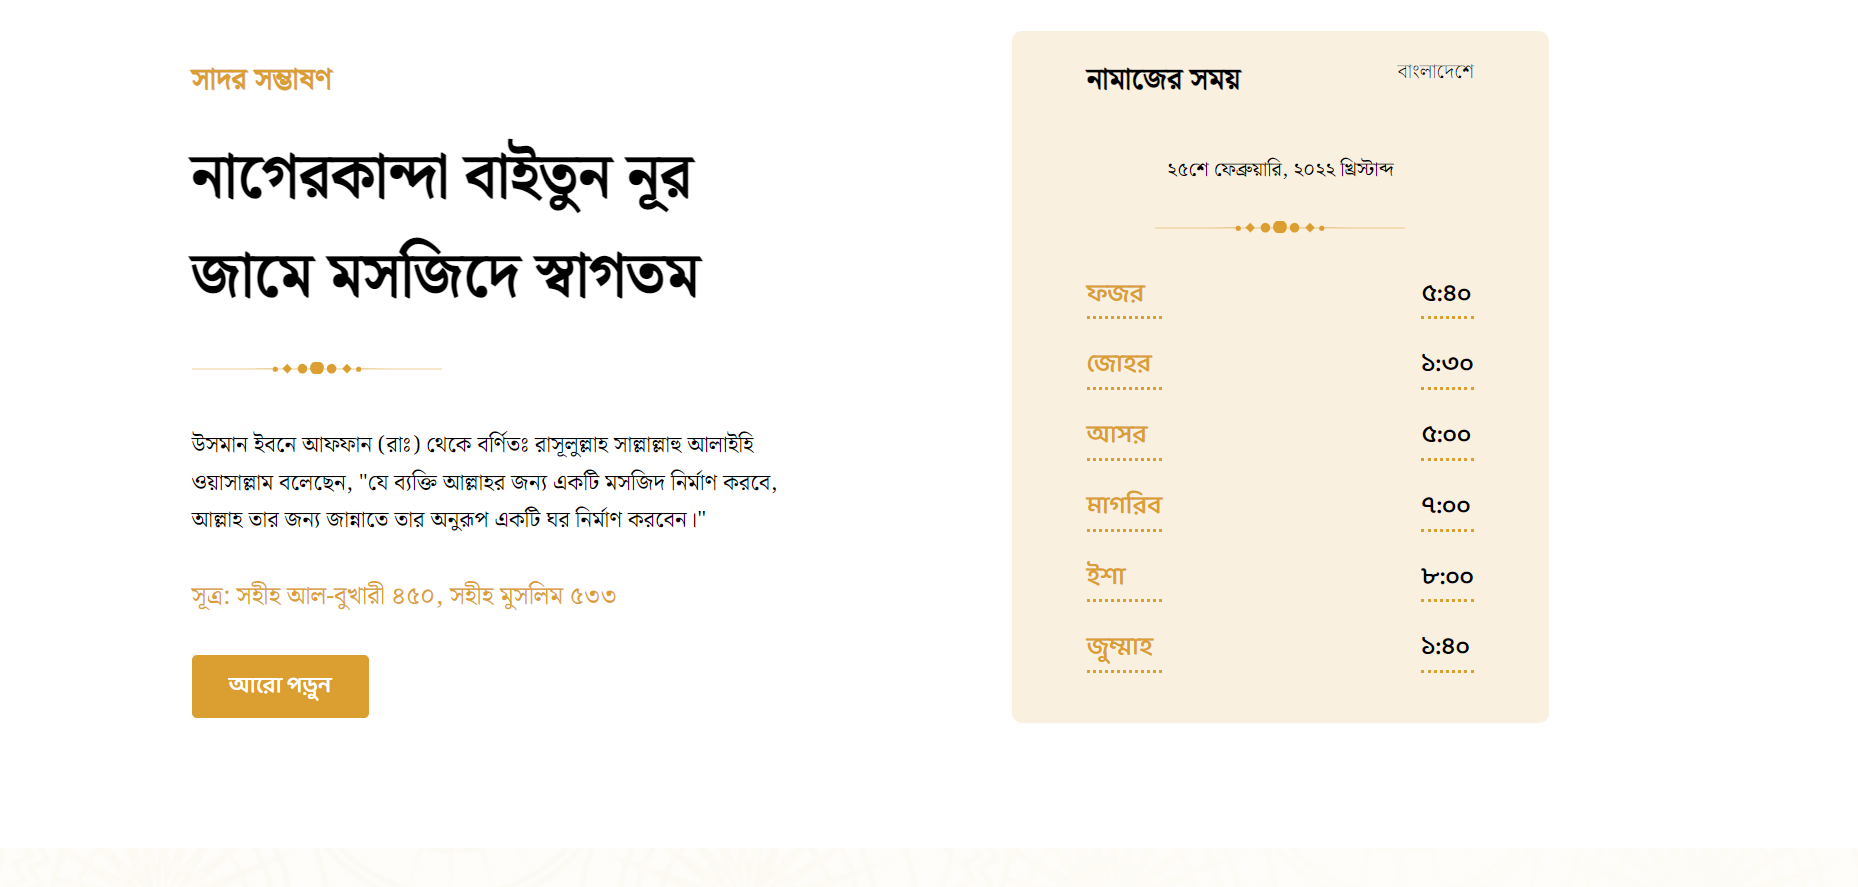 সাদর সম্ভাষণ
নাগেরকান্দা বাইতুন নূর
জামে মসজিদে স্বাগতম
উসমান ইবনে আফফান (রাঃ) থেকে বর্ণিতঃ রাসূলুল্লাহ সাল্লাল্লাহু আলাইহি
ওয়াসাল্লাম বলেছেন, "যে ব্যক্তি আল্লাহর জন্য একটি মসজিদ নির্মাণ করবে,
আল্লাহ তার জন্য জান্নাতে তার অনুরূপ একটি ঘর নির্মাণ করবেন।"
সূত্র: সহীহ আল-বুখারী ৪৫০, সহীহ মুসলিম ৫৩৩
আরো পড়ুন
নামাজের সময়
বাংলাদেশে
২৫শে ফেব্রুয়ারি, ২০২২ খ্রিস্টাব্দ
ফজর ৫:৪০
জোহর ১:৩০
আসর ৫:০০
মাগরিব ৭:০০
ইশা ৮:০০
জুম্মাহ ১:৪০